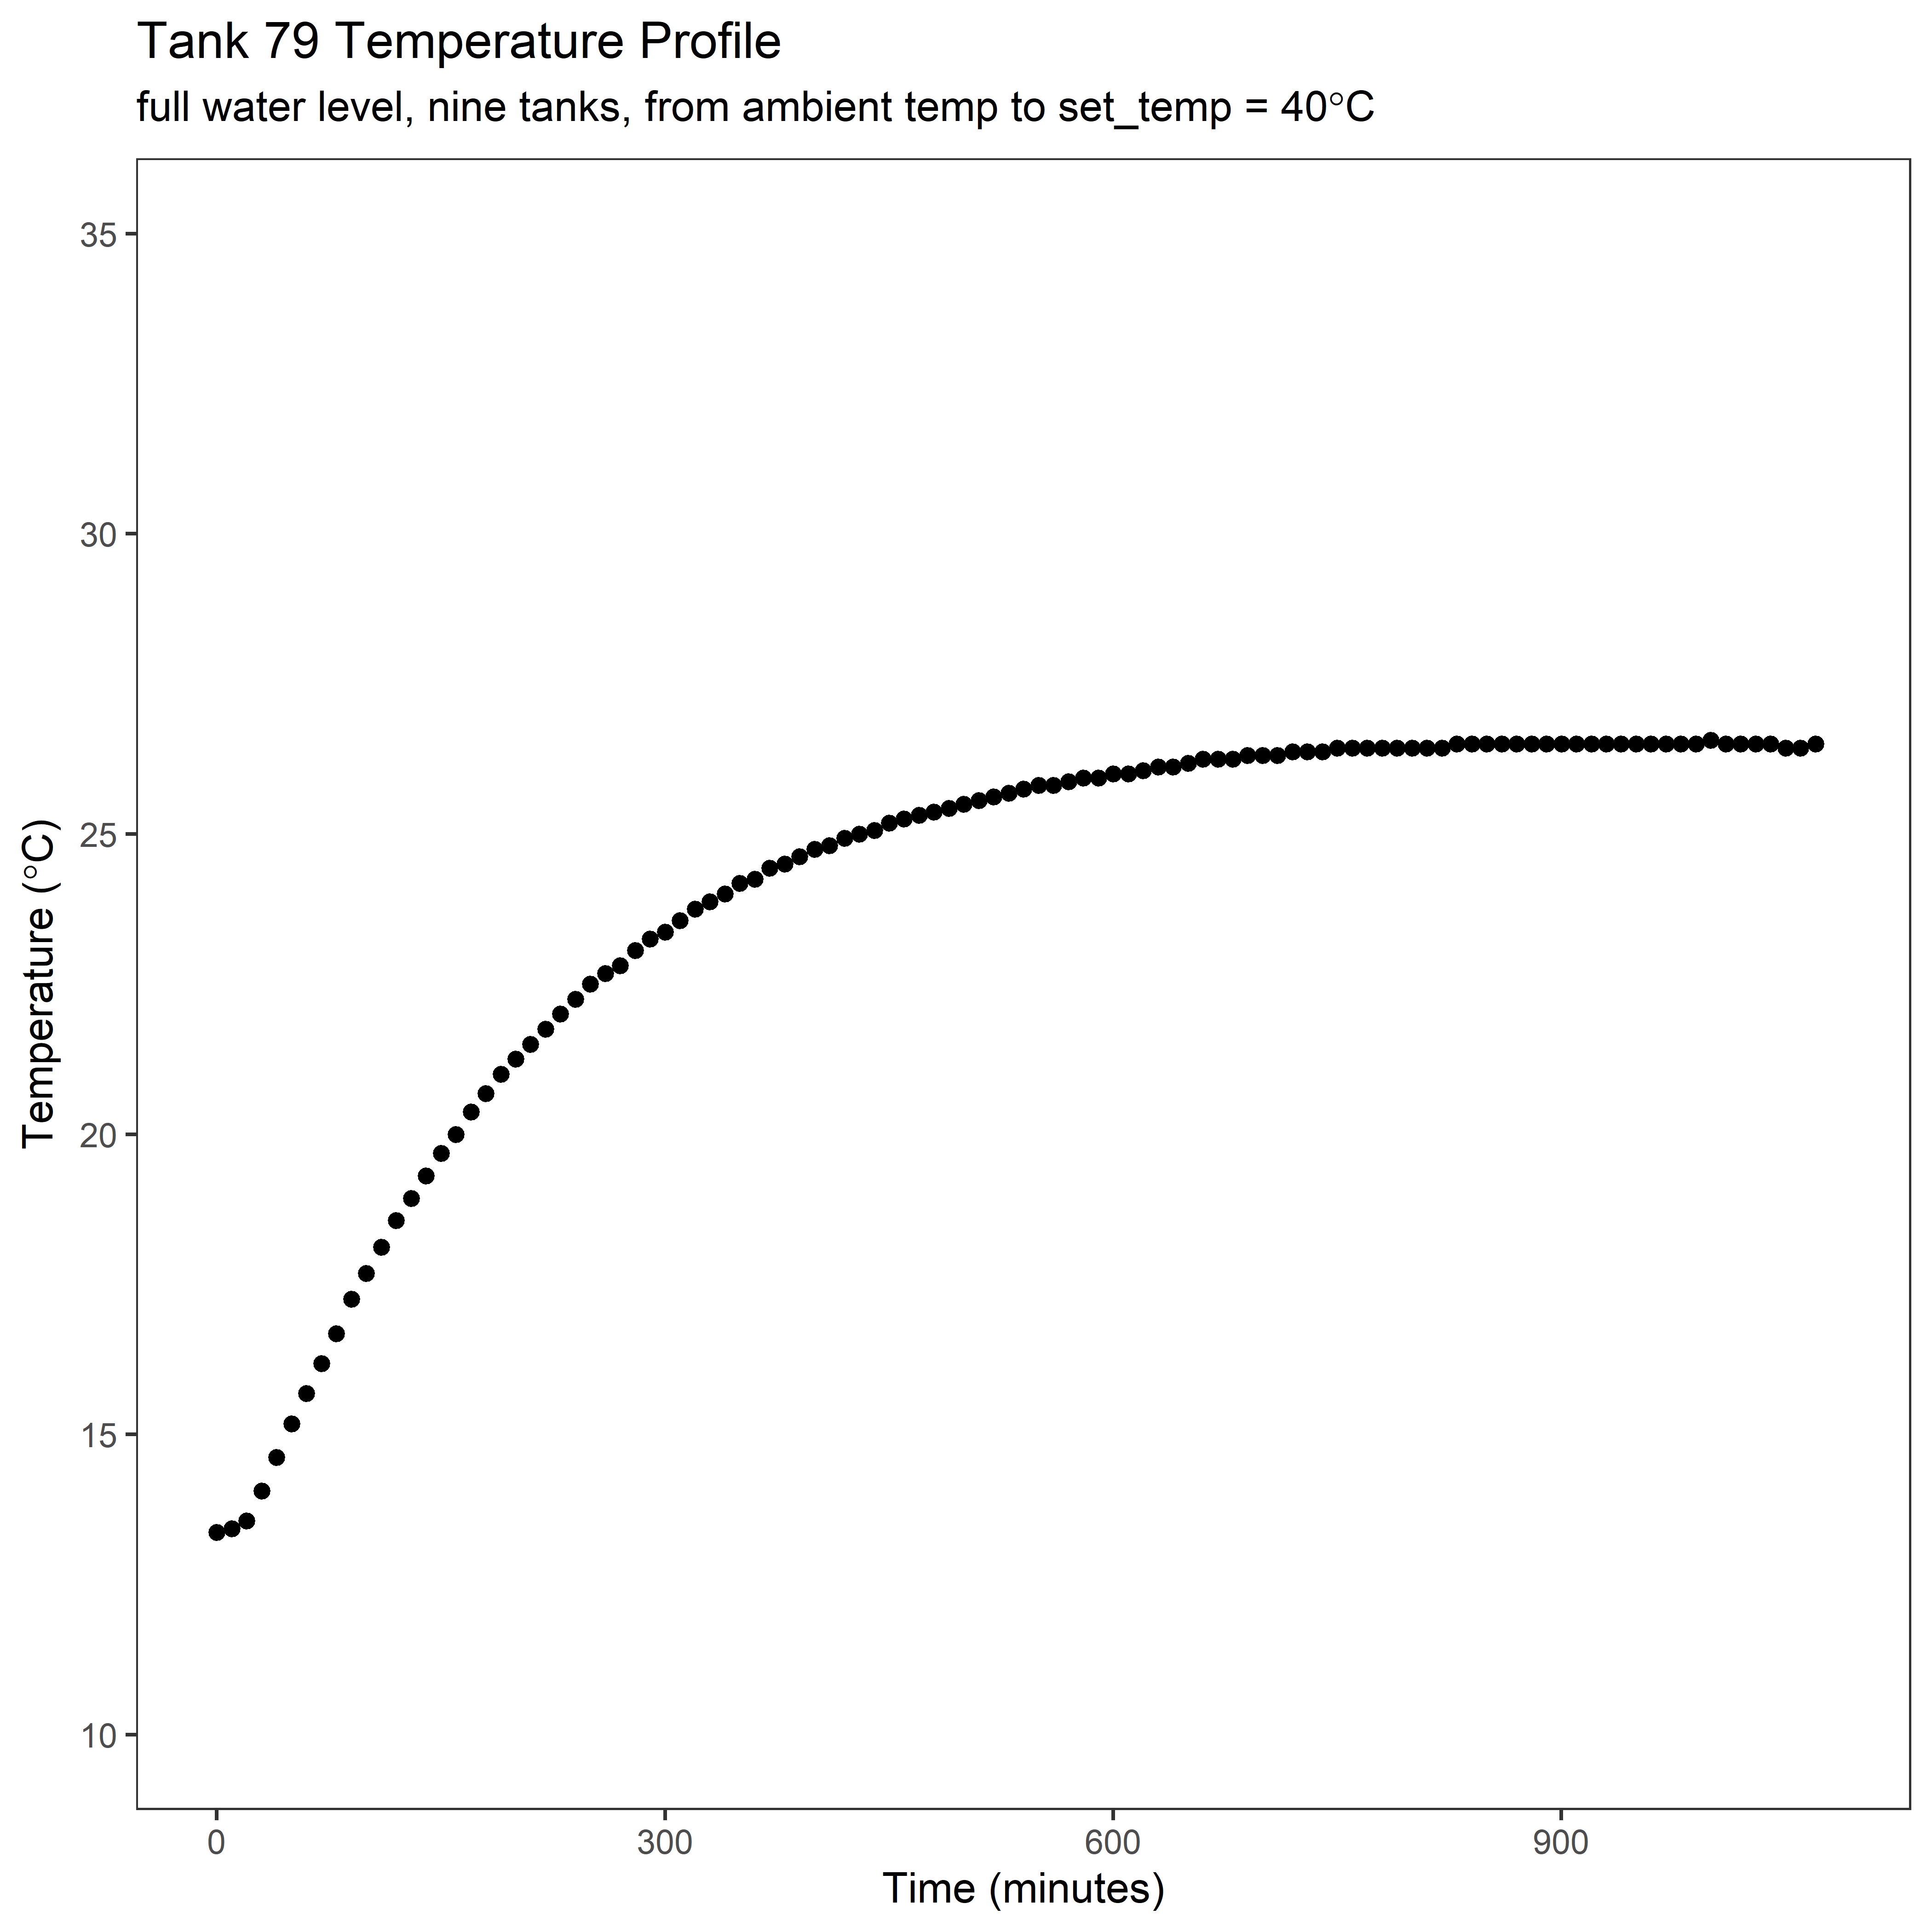 Tank 79 Temperature Profile
full water level, nine tanks, from ambient temp to set_temp = 40°C
35
30
25
20
15
10
Temperature (°C)
0 300 600 900
Time (minutes)